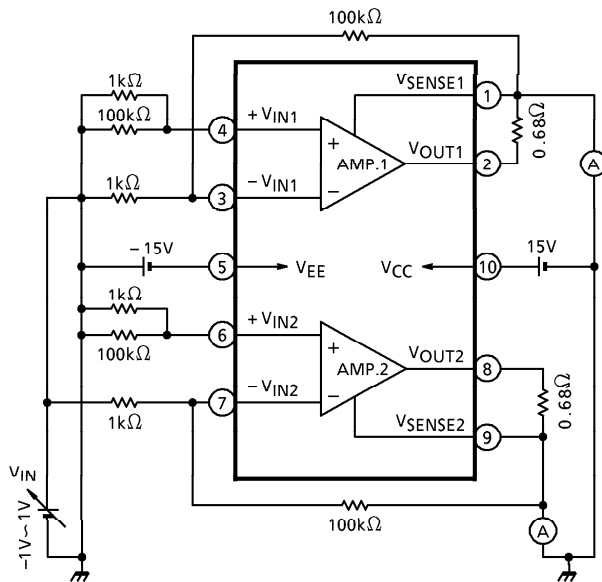 100kΩ
1kΩ
100kΩ
VSENSE1
1
0.68Ω
4
+VIN1
+
AMP.1
VOUT1
2
A
1kΩ
3
−VIN1
−
−15V
5
VEE
VCC
10
15V
1kΩ
100kΩ
6
+VIN2
+
AMP.2
VOUT2
8
0.68Ω
1kΩ
7
−VIN2
−
VSENSE2
9
VIN
−1V~1V
100kΩ
A